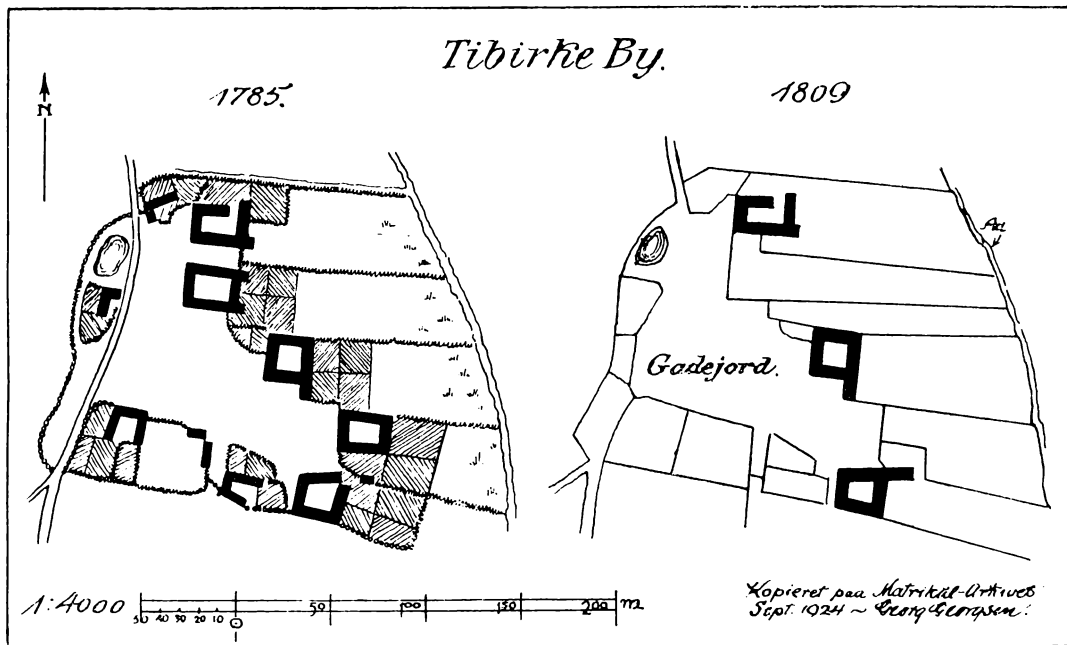 Tibirke By.
1785.
1809
N
Aa
Gadejord.
1:4000
50 40 30 20 10 0 50 100 150 200 m
Kopieret paa Matrikul-Arkivet
Sept. 1924 ~ Georg Georgsen.